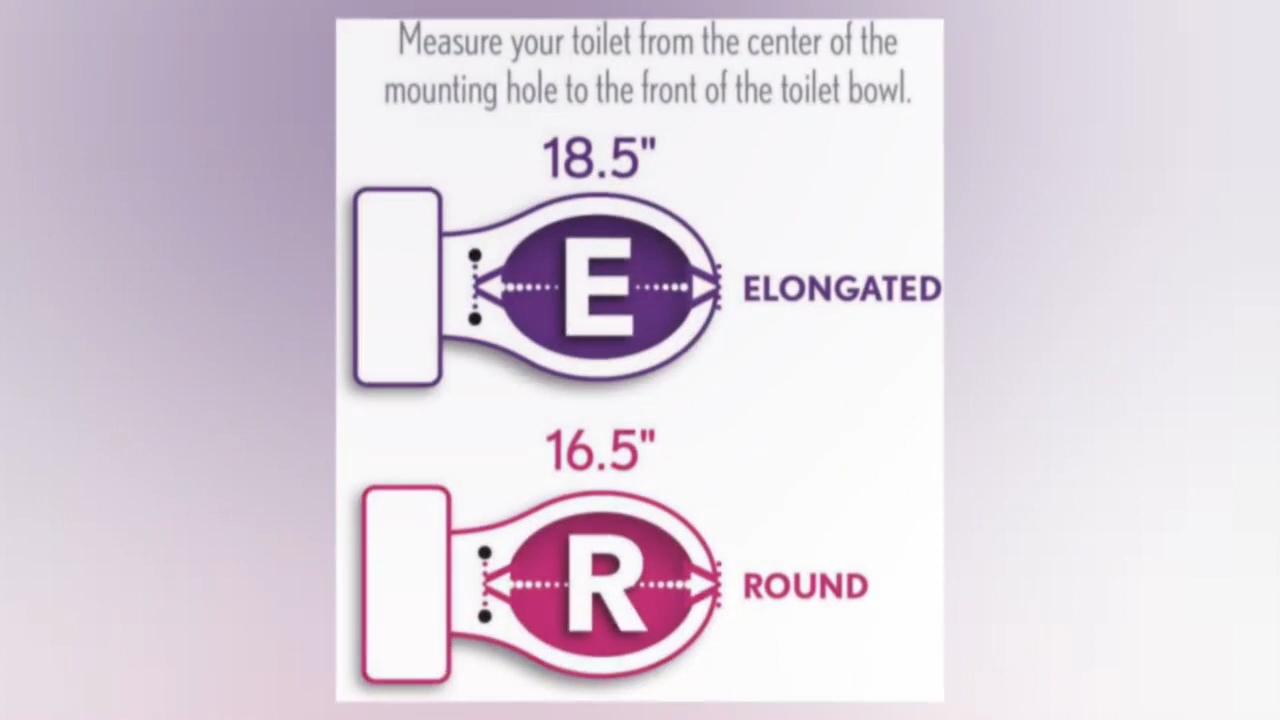 Measure your toilet from the center of the
mounting hole to the front of the toilet bowl.
18.5"
E
ELONGATED
16.5"
R
ROUND